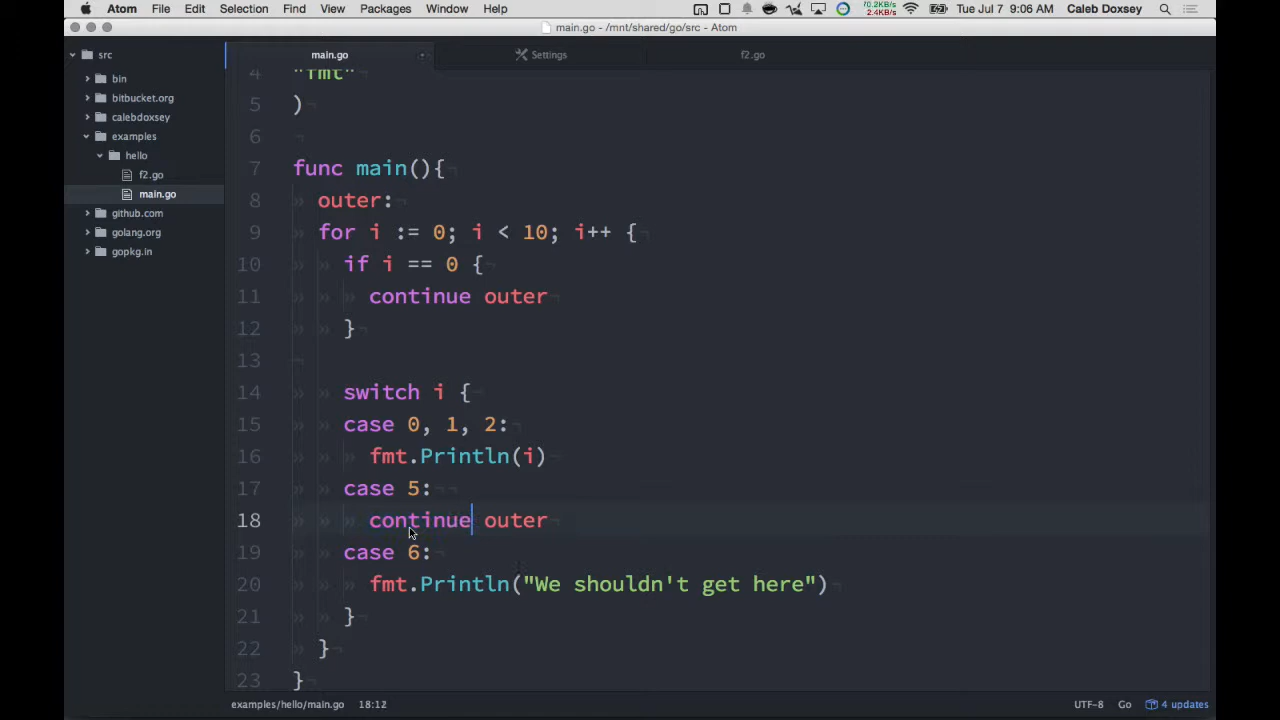 Atom File Edit Selection Find View Packages Window Help 70.2KB/s 2.4KB/s Tue Jul 7 9:06 AM Caleb Doxsey
main.go - /mnt/shared/go/src - Atom
src
main.go Settings f2.go
bin
bitbucket.org
calebdoxsey
examples
hello
f2.go
main.go
github.com
golang.org
gopkg.in
4 "fmt"
5 )
6
7 func main(){
8 outer:
9 for i := 0; i < 10; i++ {
10 if i == 0 {
11 continue outer
12 }
13
14 switch i {
15 case 0, 1, 2:
16 fmt.Println(i)
17 case 5:
18 continue outer
19 case 6:
20 fmt.Println("We shouldn't get here")
21 }
22 }
23 }
examples/hello/main.go 18:12 UTF-8 Go 4 updates